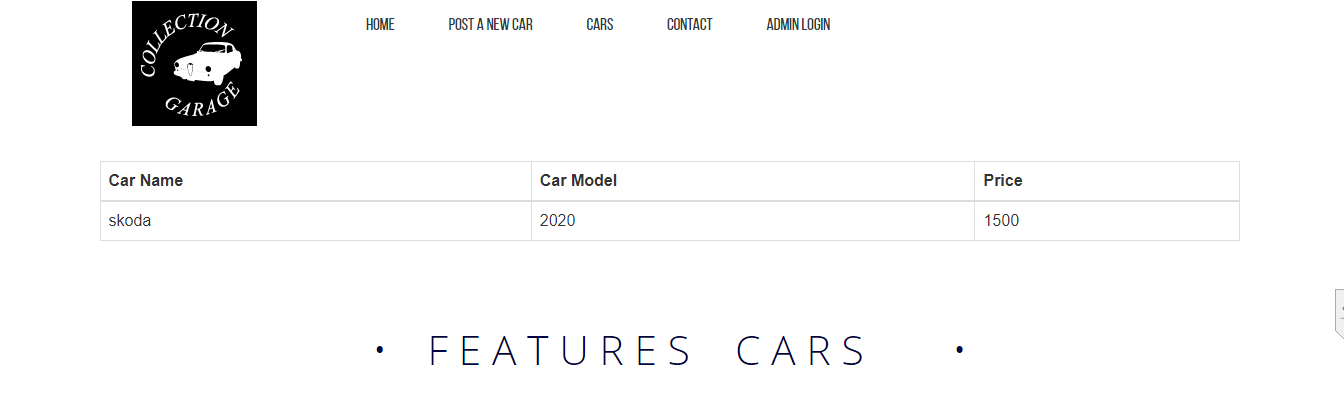 COLLECTION
GARAGE
HOME POST A NEW CAR CARS CONTACT ADMIN LOGIN
Car Name Car Model Price
skoda 2020 1500
• FEATURES CARS •